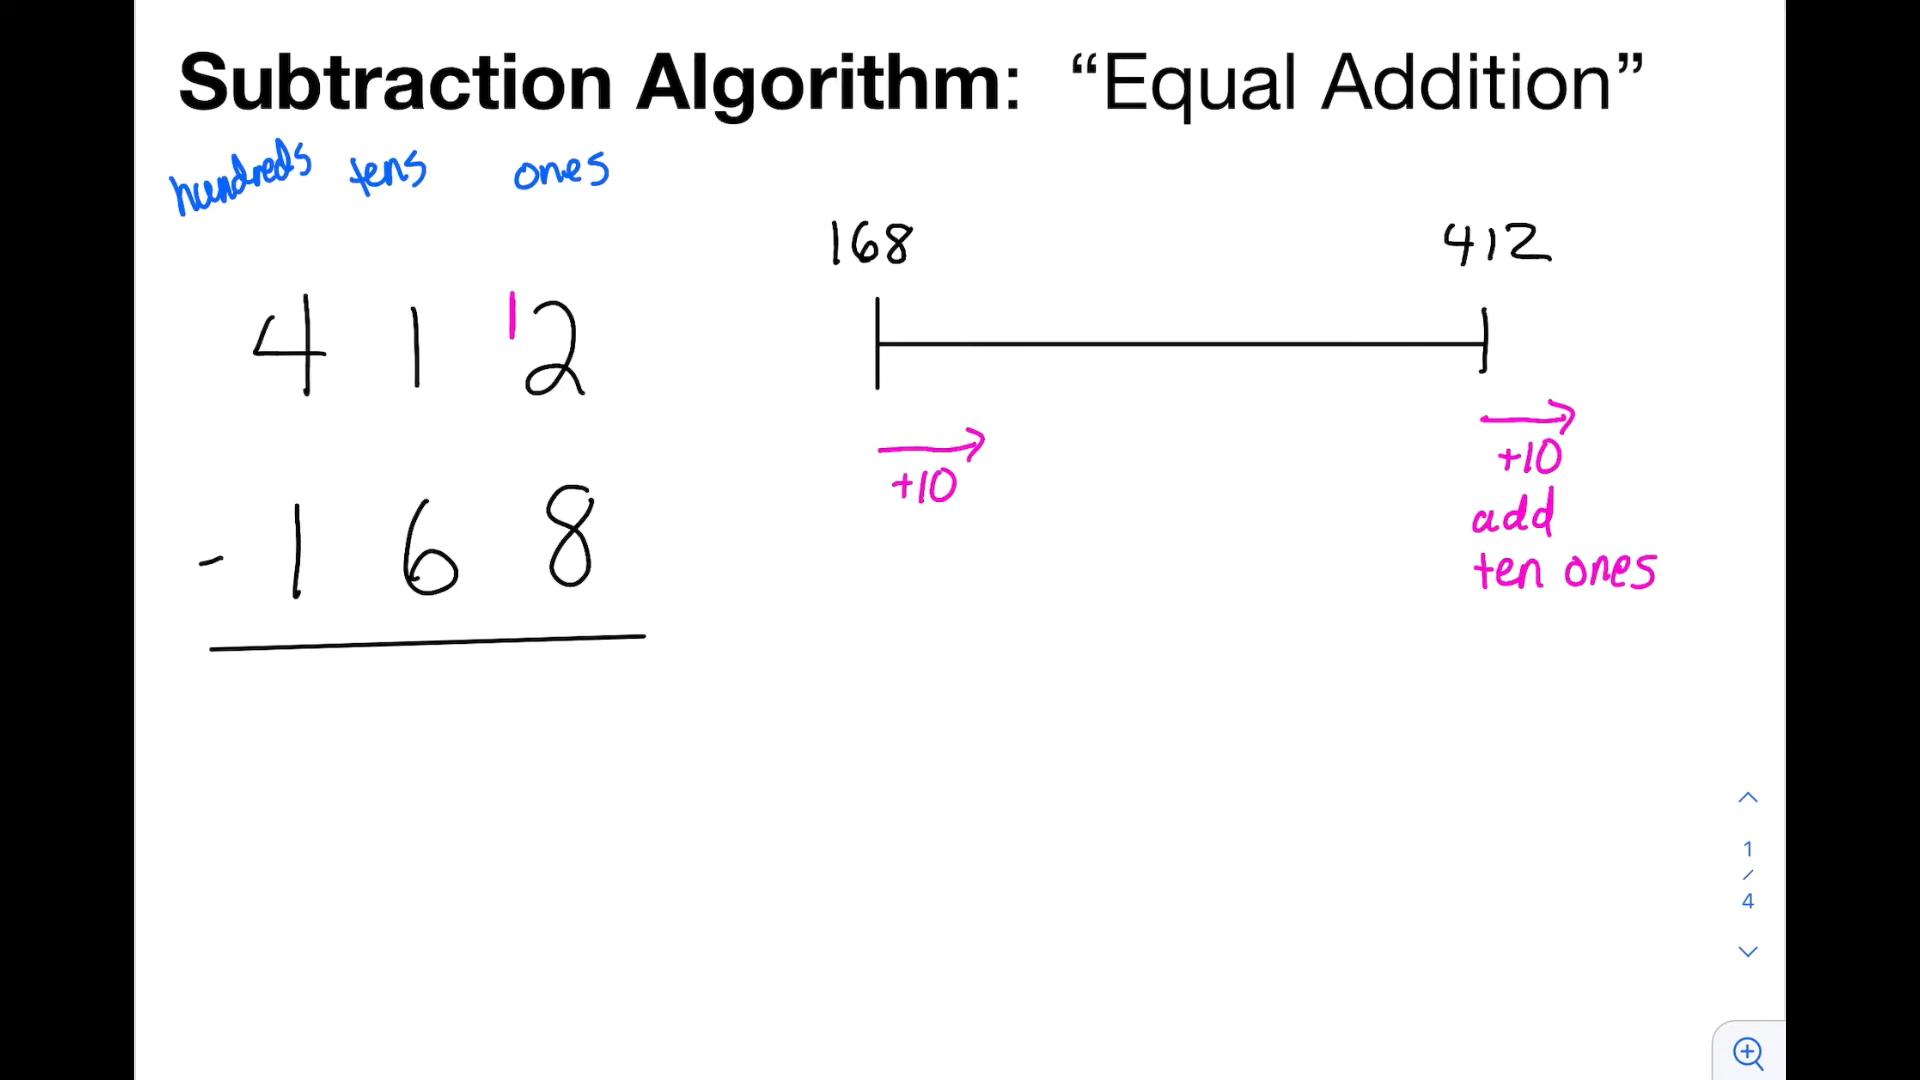 Subtraction Algorithm: “Equal Addition”
hundreds tens ones
168 412
4 1 12
+10
+10
add
- 1 6 8
ten ones
1
/
4